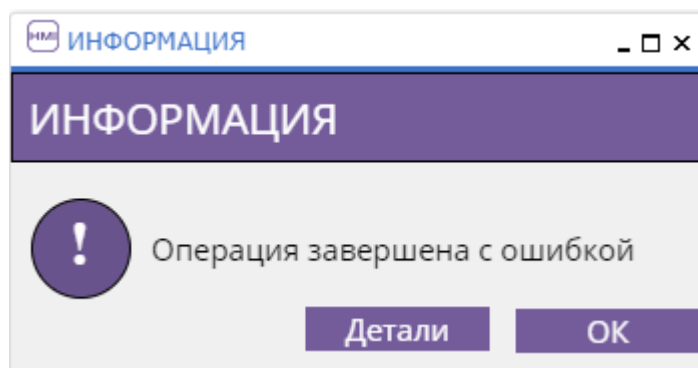 HMI ИНФОРМАЦИЯ
ИНФОРМАЦИЯ
! Операция завершена с ошибкой
Детали OK